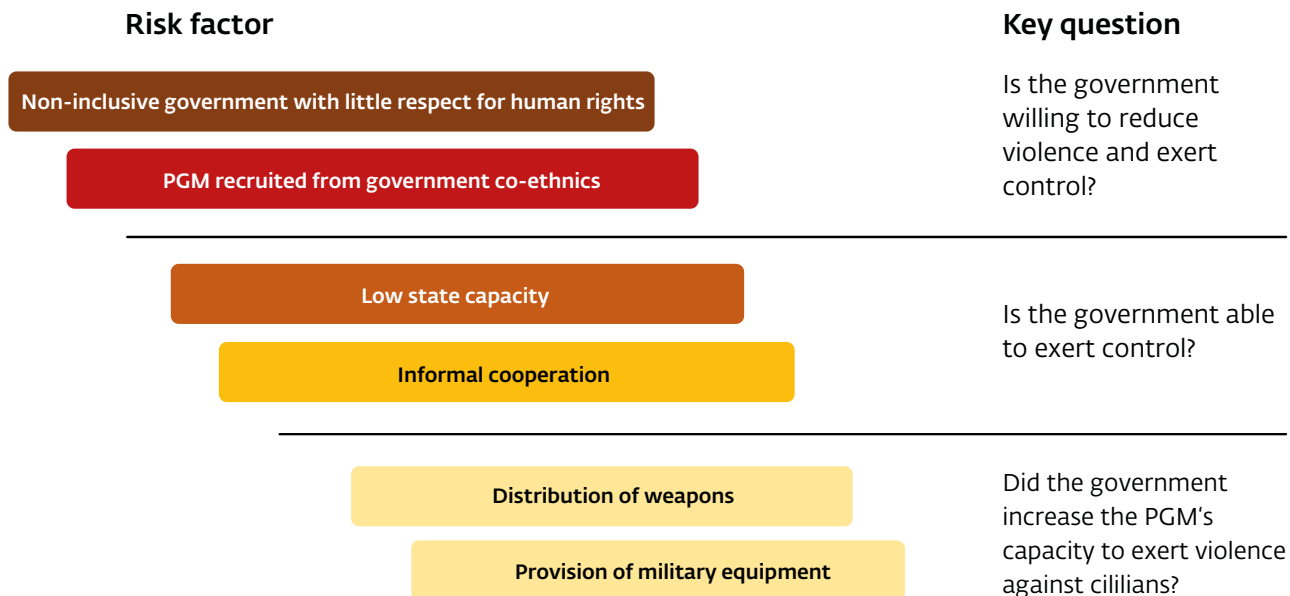 Risk factor
Key question
Non-inclusive government with little respect for human rights
PGM recruited from government co-ethnics
Is the government
willing to reduce
violence and exert
control?
Low state capacity
Informal cooperation
Is the government able
to exert control?
Distribution of weapons
Provision of military equipment
Did the government
increase the PGM‘s
capacity to exert violence
against cililians?